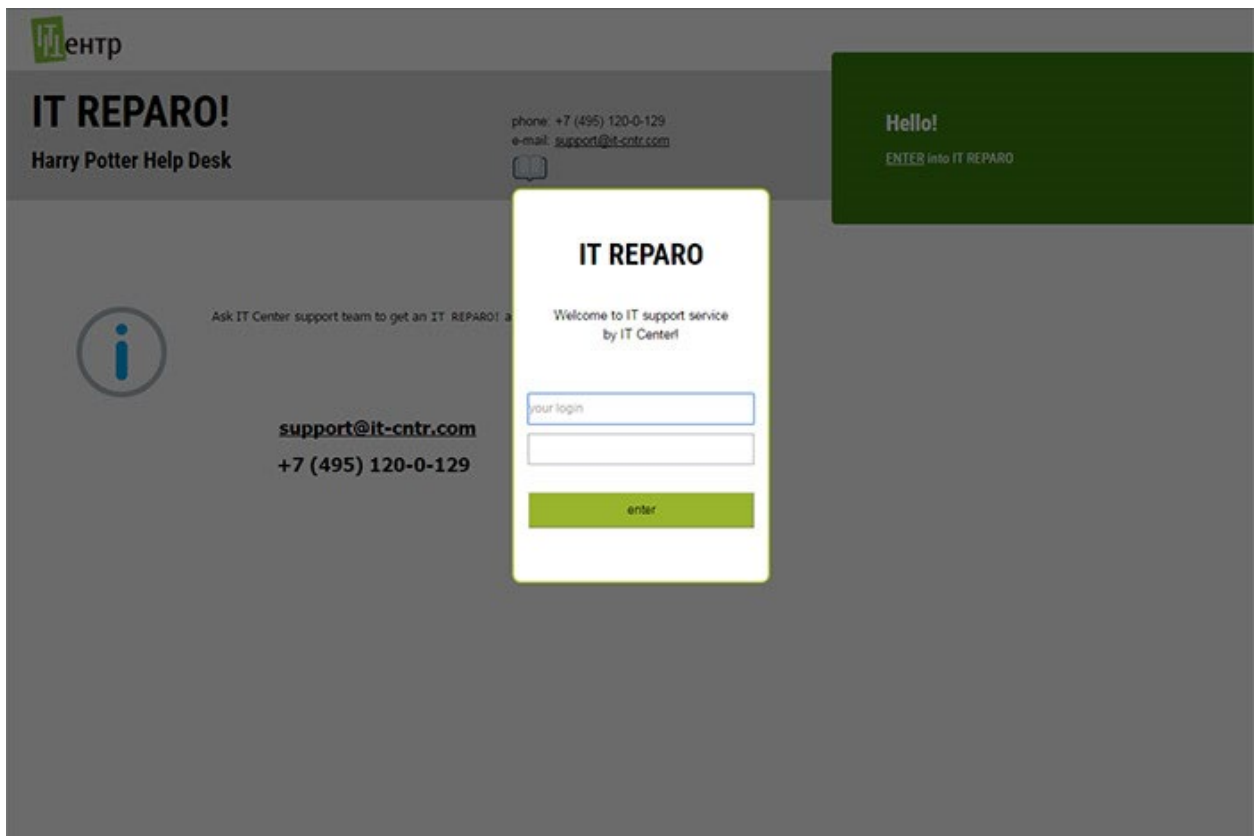 ITЦентр
IT REPARO!
Harry Potter Help Desk
phone: +7 (495) 120-0-129
e-mail: support@it-cntr.com
Hello!
ENTER into IT REPARO
Ask IT Center support team to get an IT REPARO! a
support@it-cntr.com
+7 (495) 120-0-129
IT REPARO
Welcome to IT support service
by IT Center!
your login
enter